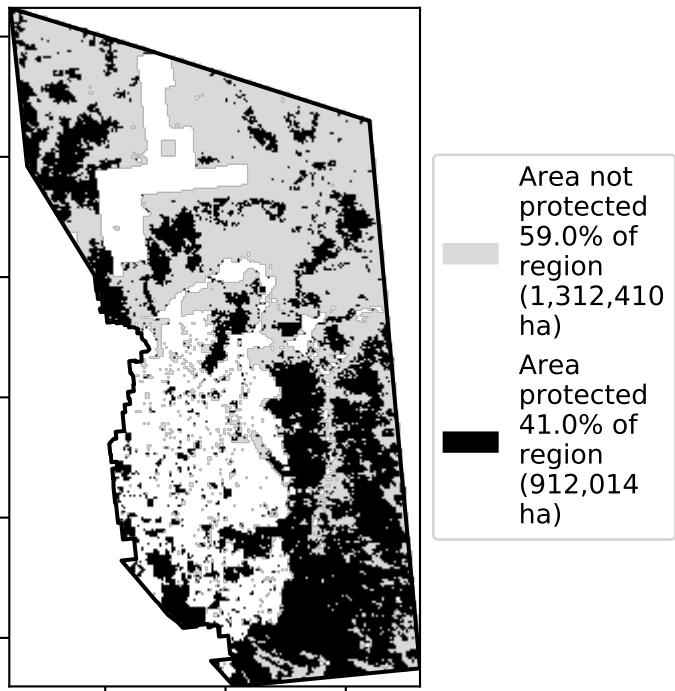 Area not
protected
59.0% of
region
(1,312,410
ha)
Area
protected
41.0% of
region
(912,014
ha)